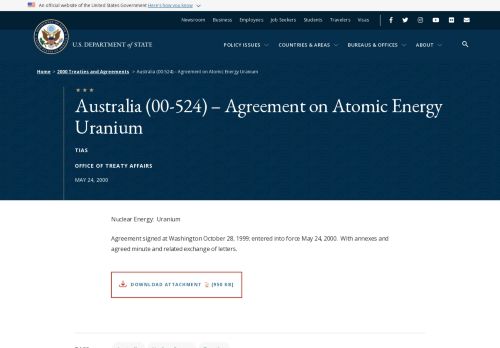 An official website of the United States Government Here's how you know
Newsroom Business Employees Job Seekers Students Travelers Visas
U.S. DEPARTMENT of STATE
POLICY ISSUES COUNTRIES & AREAS BUREAUS & OFFICES ABOUT
Home > 2000 Treaties and Agreements > Australia (00-524) – Agreement on Atomic Energy Uranium
Australia (00-524) – Agreement on Atomic Energy
Uranium
TIAS
OFFICE OF TREATY AFFAIRS
MAY 24, 2000
Nuclear Energy: Uranium
Agreement signed at Washington October 28, 1999; entered into force May 24, 2000. With annexes and
agreed minute and related exchange of letters.
DOWNLOAD ATTACHMENT [950 KB]